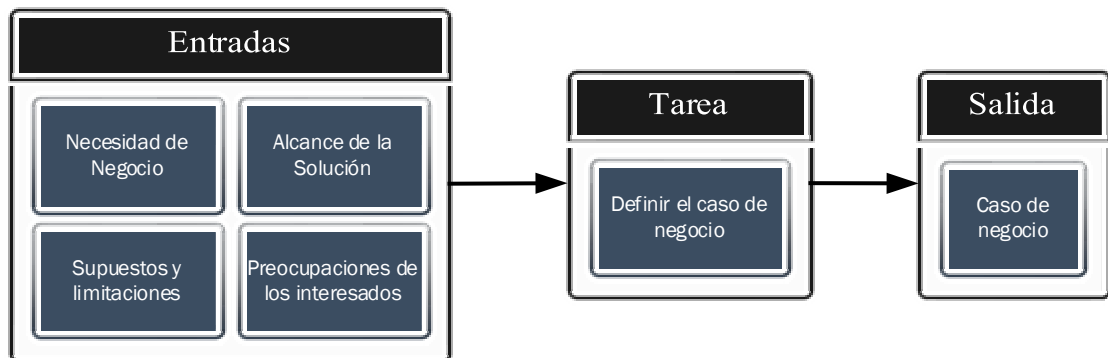 Entradas
Necesidad de
Negocio
Alcance de la
Solución
Supuestos y
limitaciones
Preocupaciones de
los interesados
Tarea
Definir el caso de
negocio
Salida
Caso de
negocio